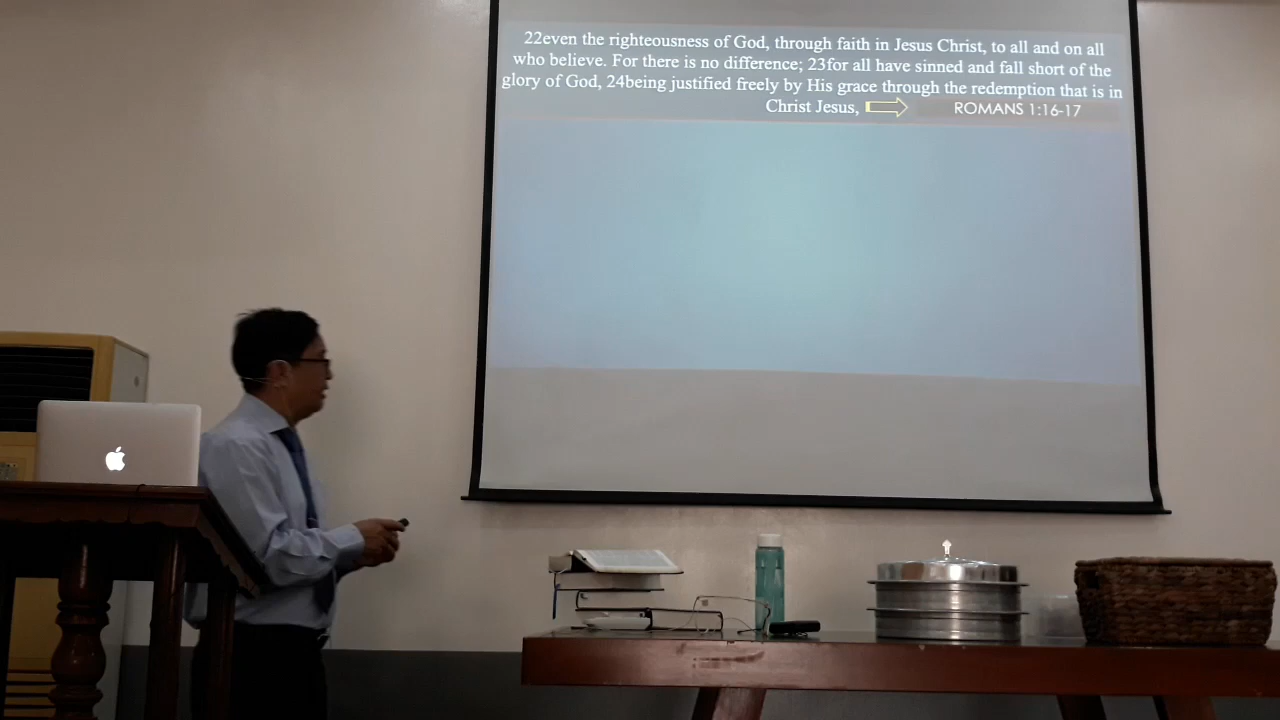 22even the righteousness of God, through faith in Jesus Christ, to all and on all
who believe. For there is no difference; 23for all have sinned and fall short of the
glory of God, 24being justified freely by His grace through the redemption that is in
Christ Jesus, ROMANS 1:16-17